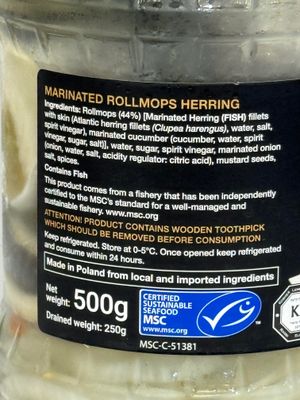 MARINATED ROLLMOPS HERRING
Ingredients: Rollmops (44%) [Marinated Herring (FISH) fillets
with skin (Atlantic herring fillets (Clupea harengus), water, salt,
spirit vinegar), marinated cucumber (cucumber, water, spirit
vinegar, sugar, salt)], water, sugar, spirit vinegar, marinated onion
(onion, water, salt, acidity regulator: citric acid), mustard seeds,
salt, spices.
Contains Fish
This product comes from a fishery that has been independently
certified to the MSC's standard for a well-managed and
sustainable fishery. www.msc.org
ATTENTION! PRODUCT CONTAINS WOODEN TOOTHPICK
WHICH SHOULD BE REMOVED BEFORE CONSUMPTION
Keep refrigerated. Store at 0-5°C. Once opened keep refrigerated
and consume within 24 hours.
Made in Poland from local and imported ingredients
Net
weight: 500g
Drained weight: 250g
CERTIFIED
SUSTAINABLE
SEAFOOD
MSC
www.msc.org
TM
MSC-C-51381
K